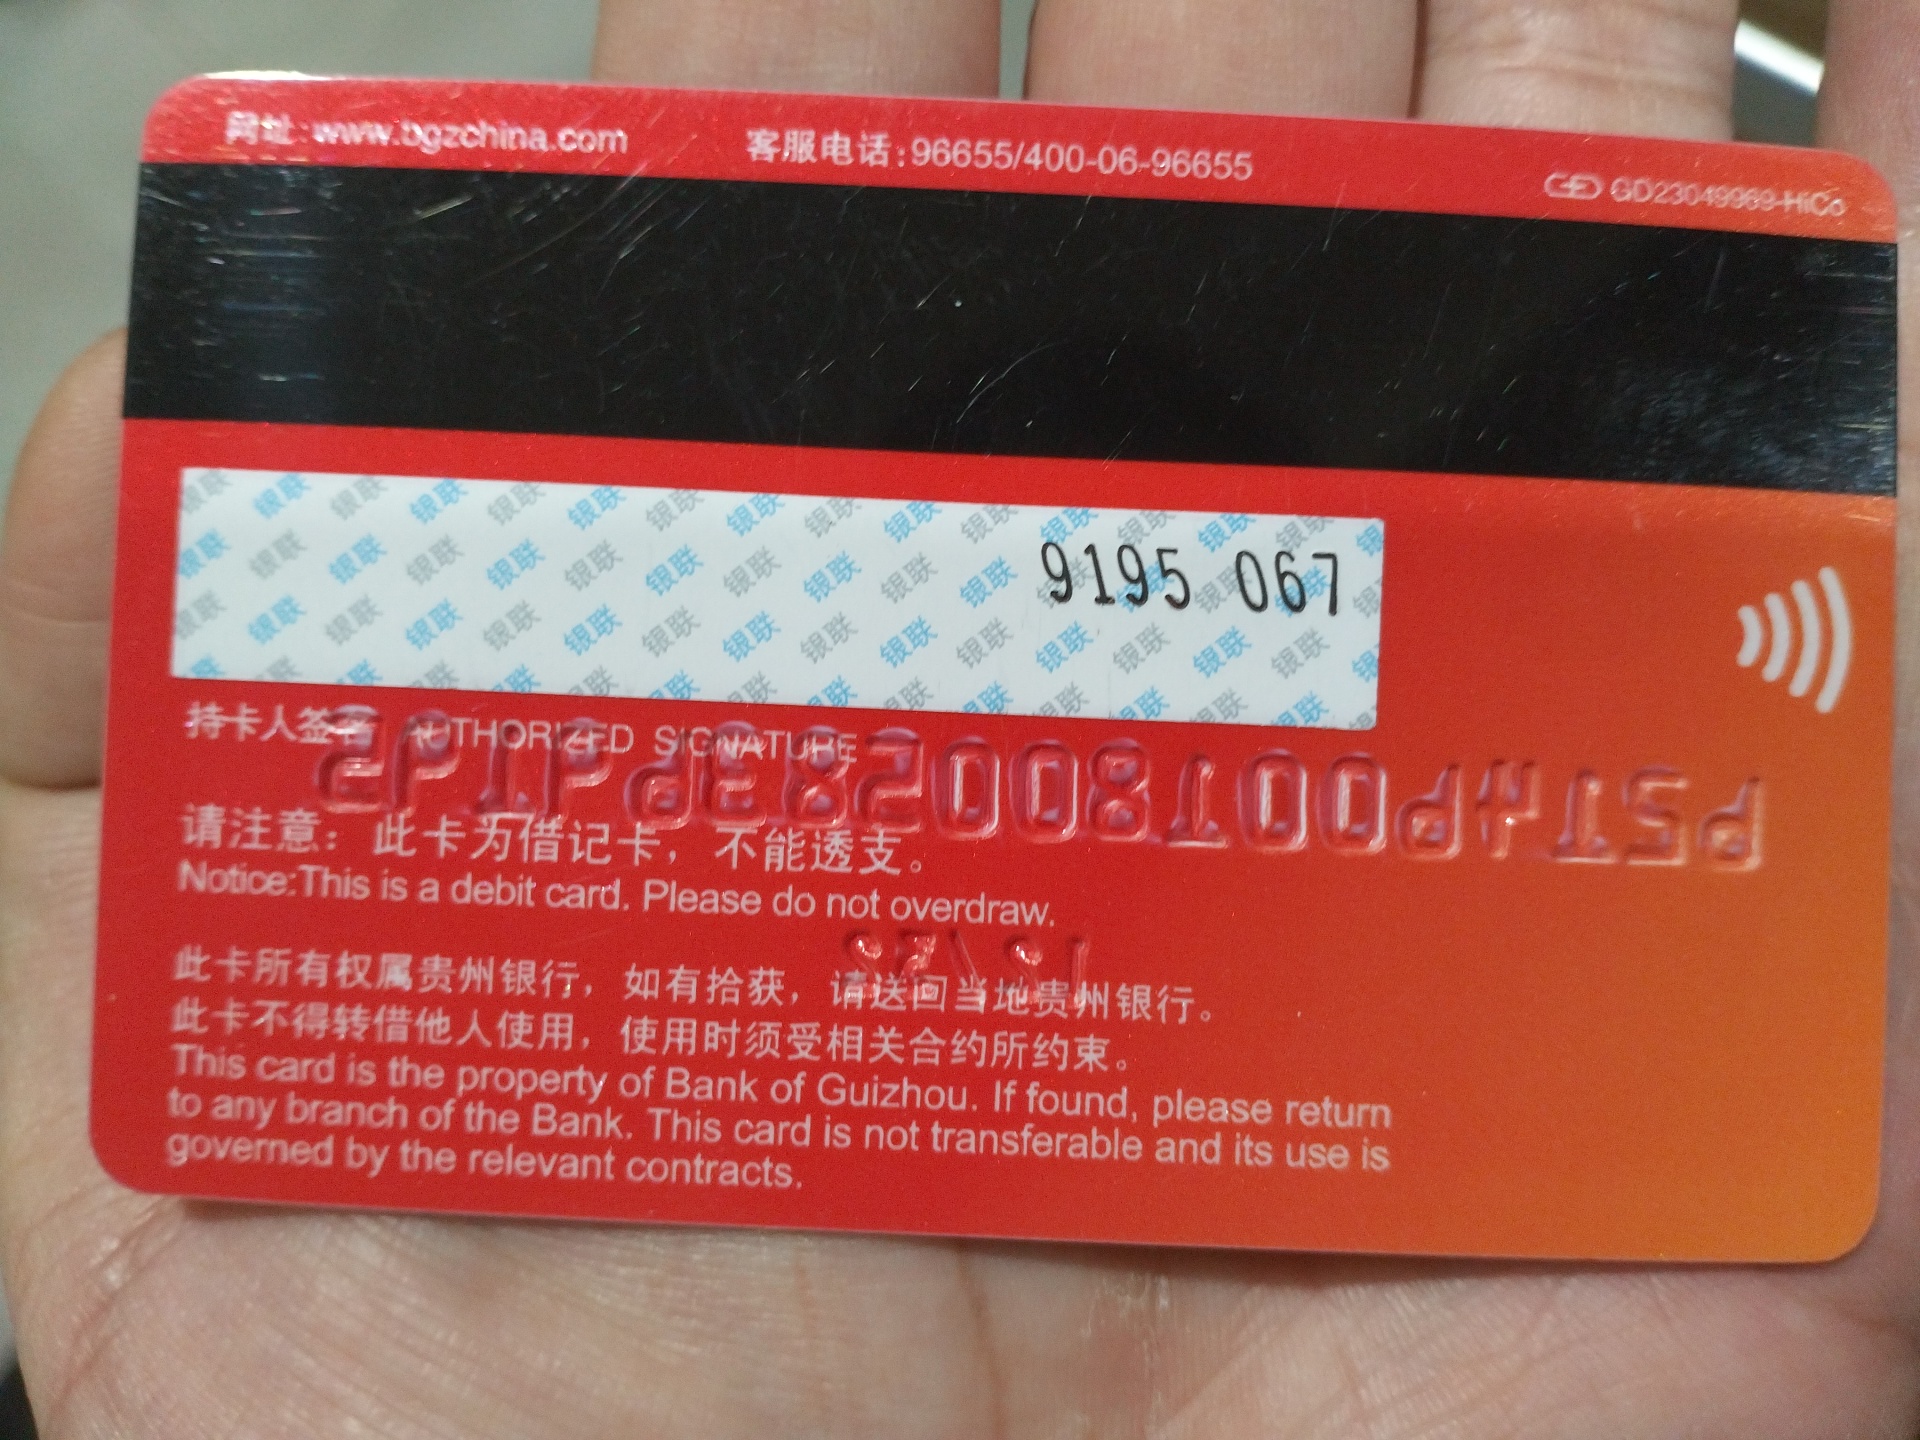 网址:www.bgzchina.com
客服电话:96655/400-06-96655
GD23049969-HiCo
银联
9195 067
持卡人签名 AUTHORIZED SIGNATURE
请注意：此卡为借记卡，不能透支。
Notice:This is a debit card. Please do not overdraw.
此卡所有权属贵州银行，如有拾获，请送回当地贵州银行。
此卡不得转借他人使用，使用时须受相关合约所约束。
This card is the property of Bank of Guizhou. If found, please return
to any branch of the Bank. This card is not transferable and its use is
governed by the relevant contracts.